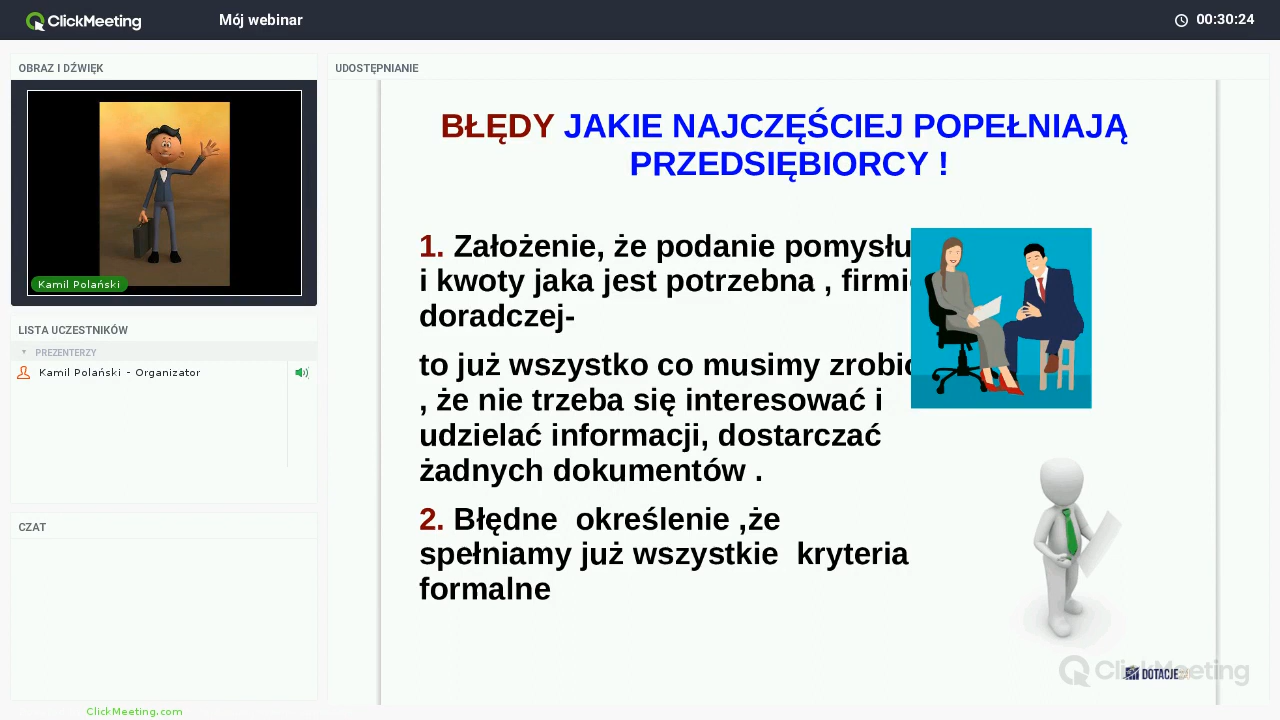 ClickMeeting
Mój webinar
00:30:24
OBRAZ I DŹWIĘK
Kamil Polański
LISTA UCZESTNIKÓW
PREZENTERZY
Kamil Polański - Organizator
CZAT
ClickMeeting.com
UDOSTĘPNIANIE
BŁĘDY JAKIE NAJCZĘŚCIEJ POPEŁNIAJĄ
PRZEDSIĘBIORCY !
1. Założenie, że podanie pomysłu
i kwoty jaka jest potrzebna , firmie
doradczej-
to już wszystko co musimy zrobić
, że nie trzeba się interesować i
udzielać informacji, dostarczać
żadnych dokumentów .
2. Błędne określenie ,że
spełniamy już wszystkie kryteria
formalne
ClickMeeting
DOTACJE